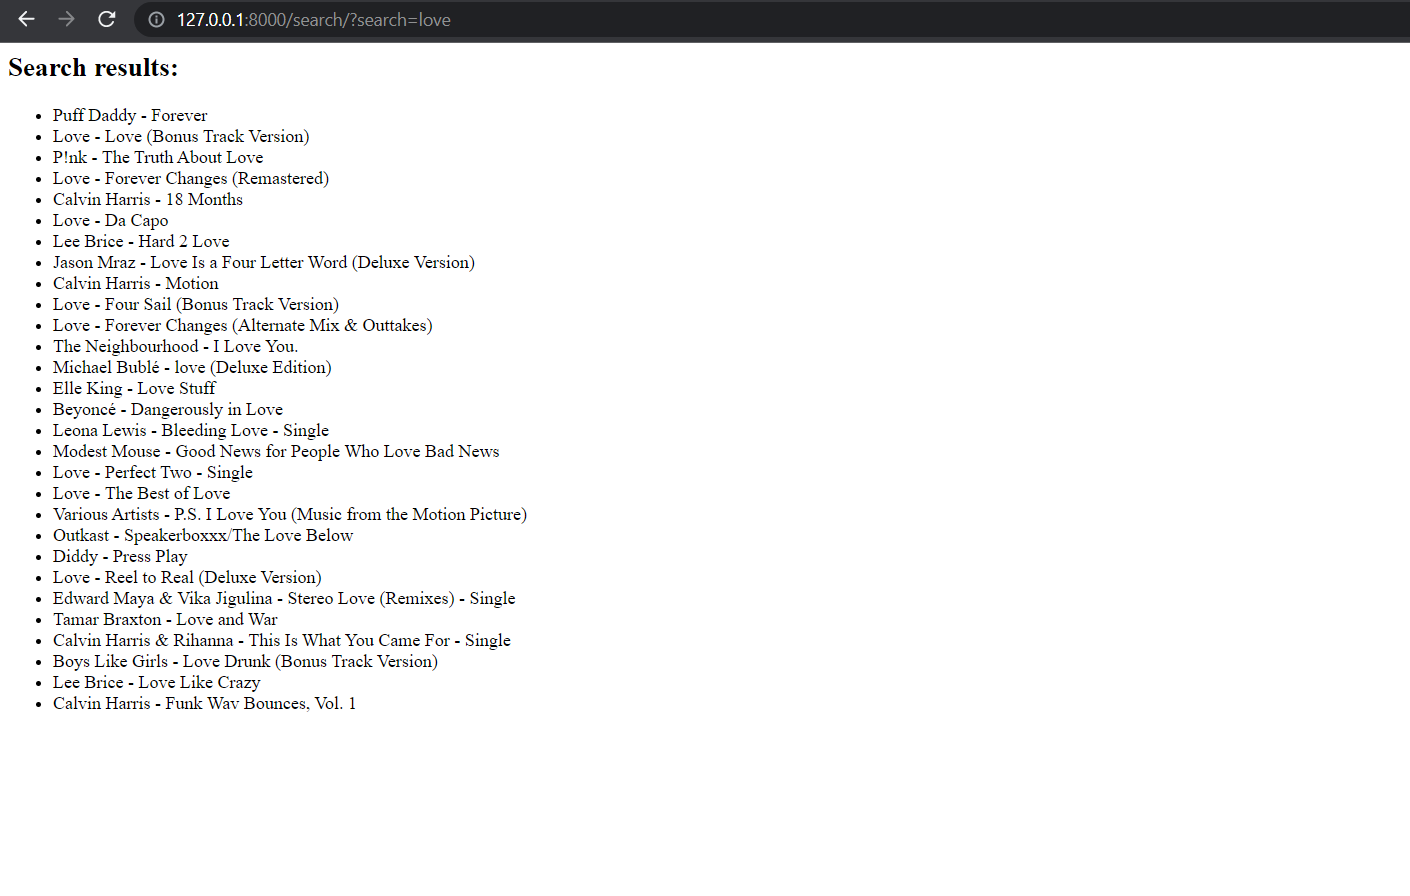 127.0.0.1:8000/search/?search=love
Search results:
Puff Daddy - Forever
Love - Love (Bonus Track Version)
P!nk - The Truth About Love
Love - Forever Changes (Remastered)
Calvin Harris - 18 Months
Love - Da Capo
Lee Brice - Hard 2 Love
Jason Mraz - Love Is a Four Letter Word (Deluxe Version)
Calvin Harris - Motion
Love - Four Sail (Bonus Track Version)
Love - Forever Changes (Alternate Mix & Outtakes)
The Neighbourhood - I Love You.
Michael Bublé - love (Deluxe Edition)
Elle King - Love Stuff
Beyoncé - Dangerously in Love
Leona Lewis - Bleeding Love - Single
Modest Mouse - Good News for People Who Love Bad News
Love - Perfect Two - Single
Love - The Best of Love
Various Artists - P.S. I Love You (Music from the Motion Picture)
Outkast - Speakerboxxx/The Love Below
Diddy - Press Play
Love - Reel to Real (Deluxe Version)
Edward Maya & Vika Jigulina - Stereo Love (Remixes) - Single
Tamar Braxton - Love and War
Calvin Harris & Rihanna - This Is What You Came For - Single
Boys Like Girls - Love Drunk (Bonus Track Version)
Lee Brice - Love Like Crazy
Calvin Harris - Funk Wav Bounces, Vol. 1